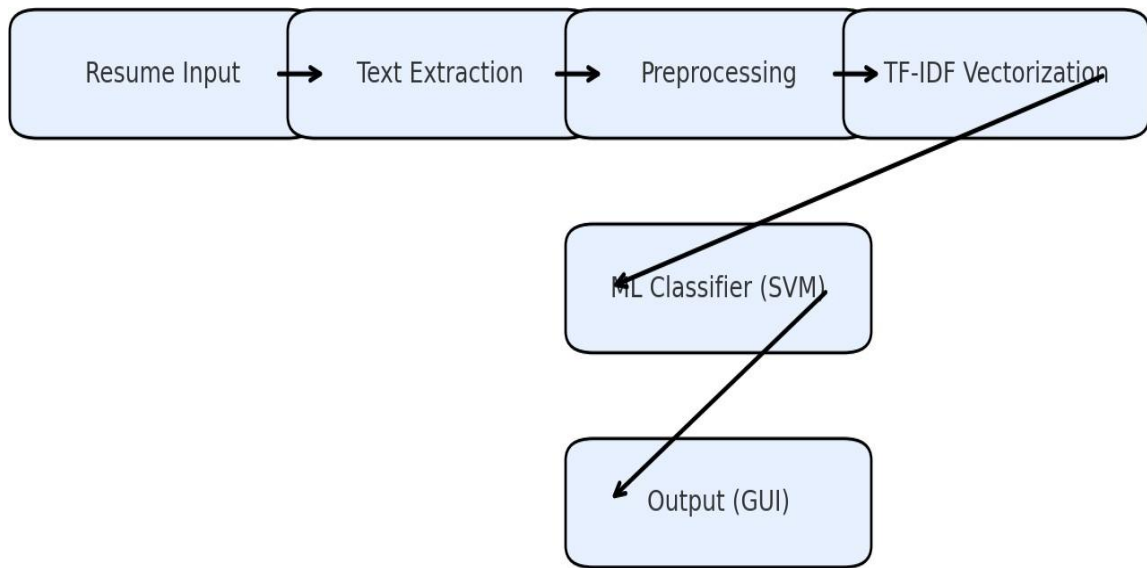 Resume Input
Text Extraction
Preprocessing
TF-IDF Vectorization
ML Classifier (SVM)
Output (GUI)